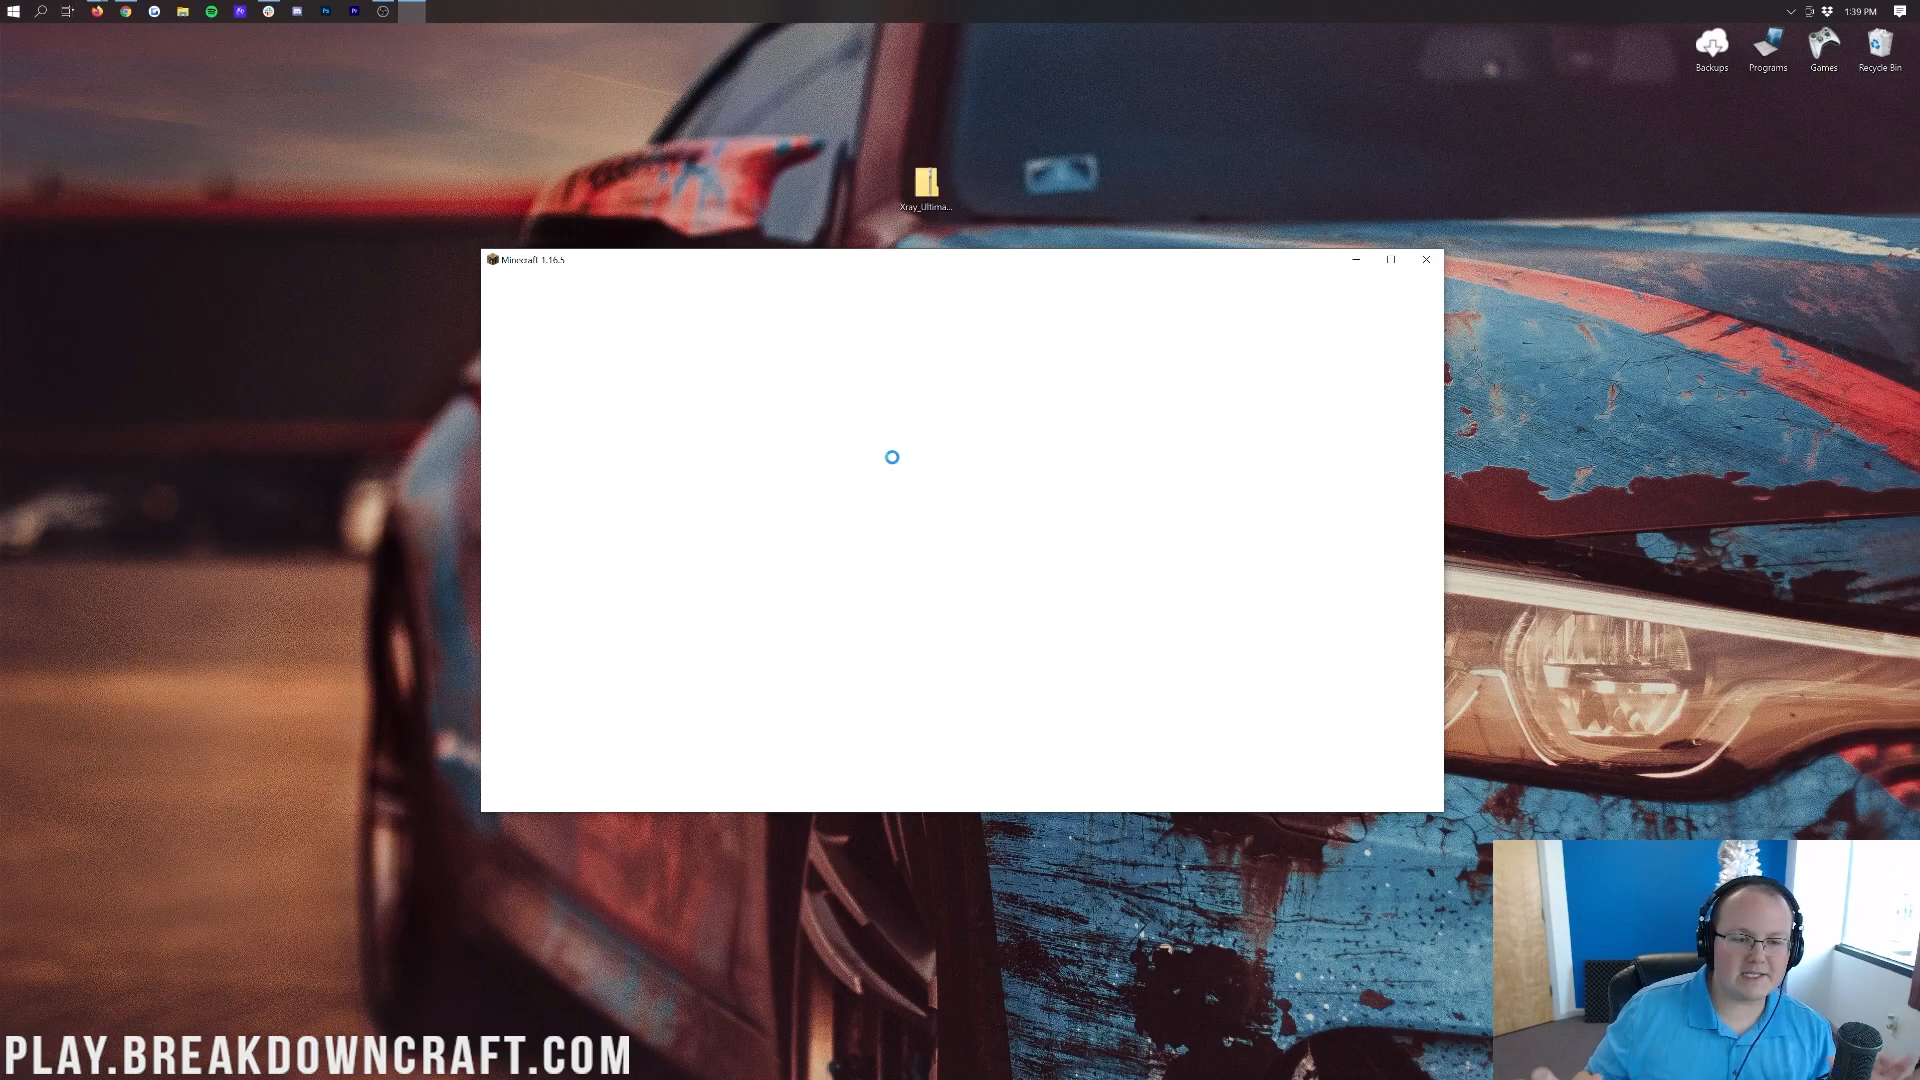 1:39 PM
Backups
Programs
Games
Recycle Bin
Xray_Ultima...
Minecraft 1.16.5
PLAY.BREAKDOWNCRAFT.COM